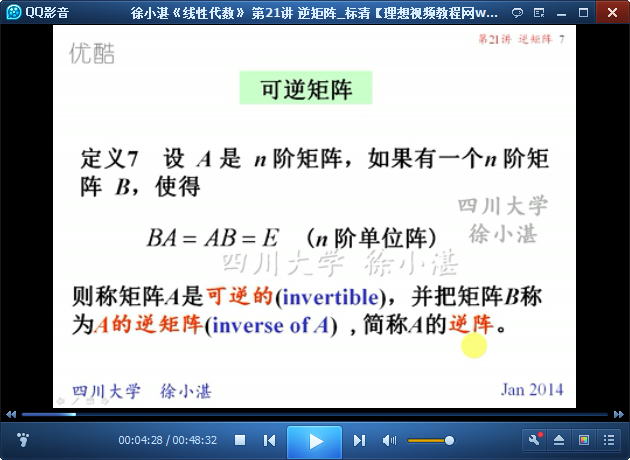 QQ影音
徐小湛《线性代数》 第21讲 逆矩阵_标清〖理想视频教程网w...
优酷
第21讲 逆矩阵 7
可逆矩阵
定义7 设 A 是 n 阶矩阵，如果有一个n 阶矩
阵 B，使得
四川大学
徐小湛
BA = AB = E (n 阶单位阵)
四川大学 徐小湛
则称矩阵A是可逆的(invertible)，并把矩阵B称
为A的逆矩阵(inverse of A) ，简称A的逆阵。
四川大学 徐小湛
Jan 2014
00:04:28 / 00:48:32